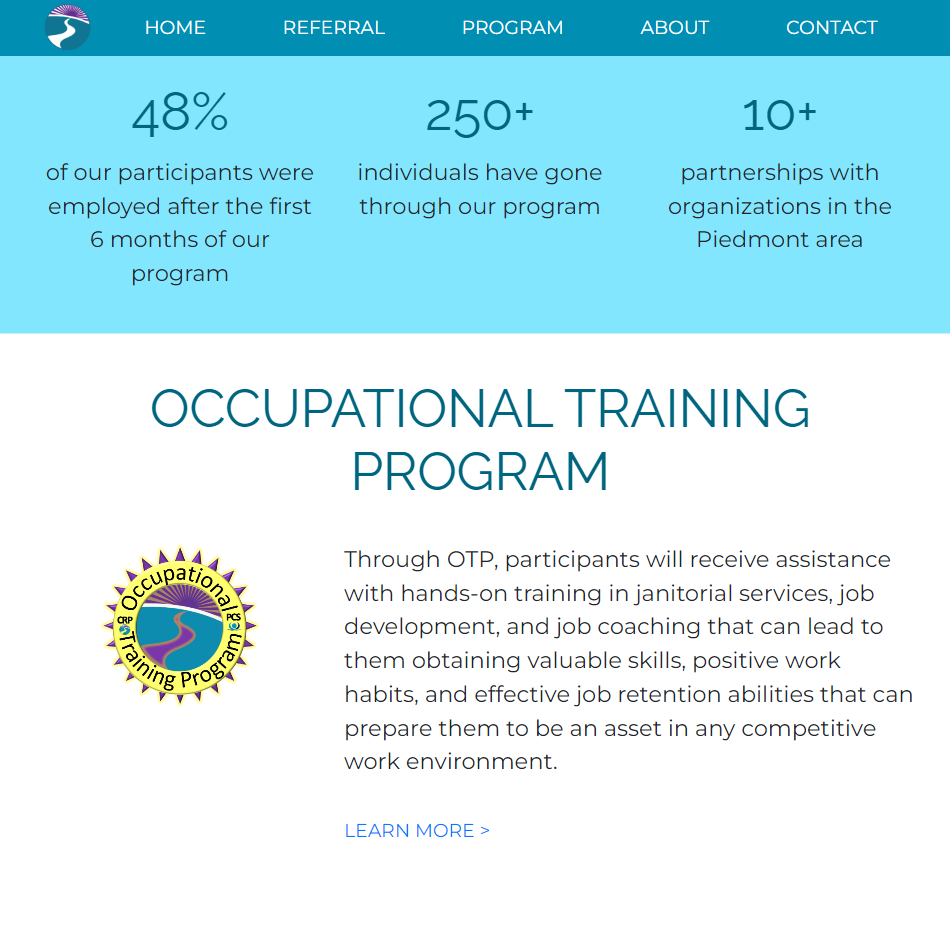 HOME REFERRAL PROGRAM ABOUT CONTACT
48%
of our participants were
employed after the first
6 months of our
program
250+
individuals have gone
through our program
10+
partnerships with
organizations in the
Piedmont area
OCCUPATIONAL TRAINING
PROGRAM
Occupational
CRP
PCS
Training Program
Through OTP, participants will receive assistance
with hands-on training in janitorial services, job
development, and job coaching that can lead to
them obtaining valuable skills, positive work
habits, and effective job retention abilities that can
prepare them to be an asset in any competitive
work environment.
LEARN MORE >